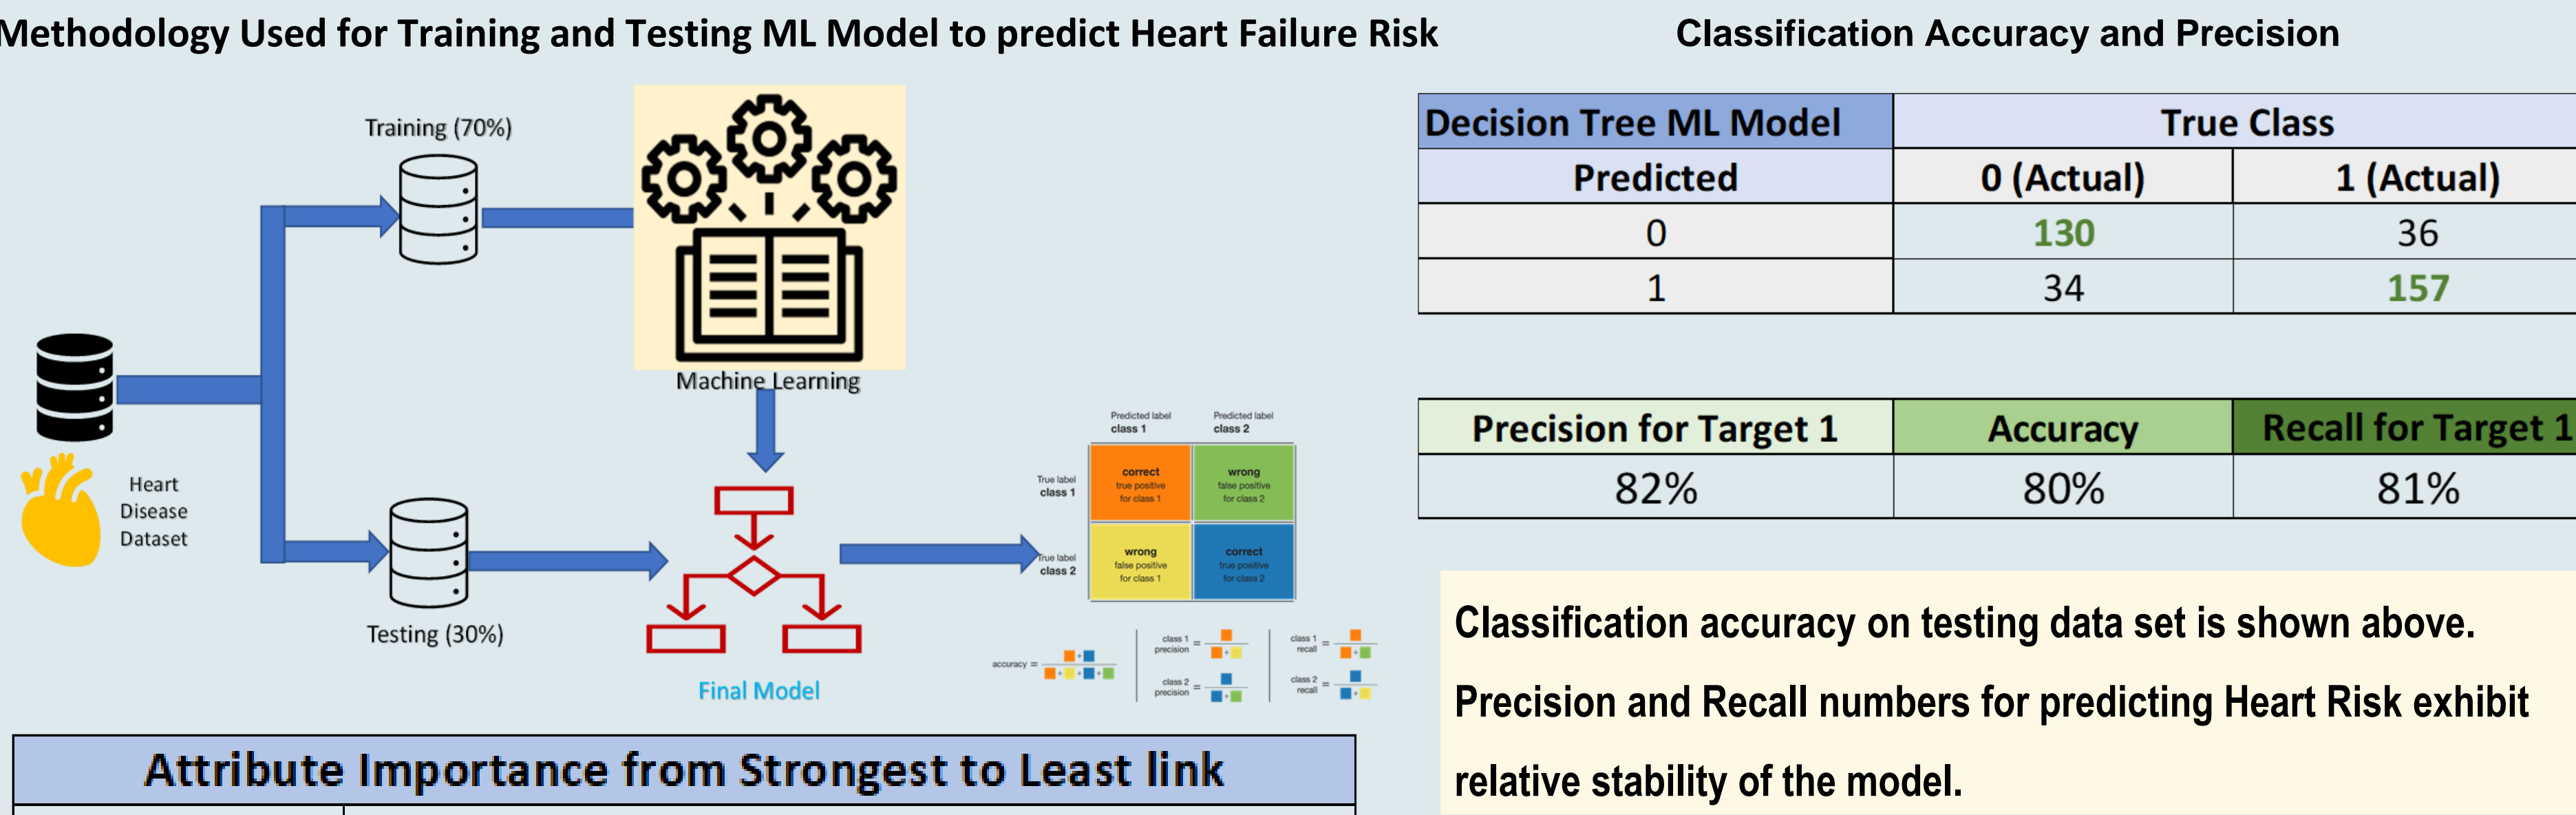 Methodology Used for Training and Testing ML Model to predict Heart Failure Risk
Training (70%)
Machine Learning
Heart
Disease
Dataset
Testing (30%)
Final Model
Predicted label
class 1
Predicted label
class 2
True label
class 1
correct
true positive
for class 1
wrong
false positive
for class 2
True label
class 2
wrong
false positive
for class 1
correct
true positive
for class 2
accuracy = + + + +
class 1
precision = +
class 2
precision = +
class 1
recall = +
class 2
recall = +
Attribute Importance from Strongest to Least link
Classification Accuracy and Precision
Decision Tree ML Model True Class
Predicted 0 (Actual) 1 (Actual)
0 130 36
1 34 157
Precision for Target 1 Accuracy Recall for Target 1
82% 80% 81%
Classification accuracy on testing data set is shown above.
Precision and Recall numbers for predicting Heart Risk exhibit
relative stability of the model.